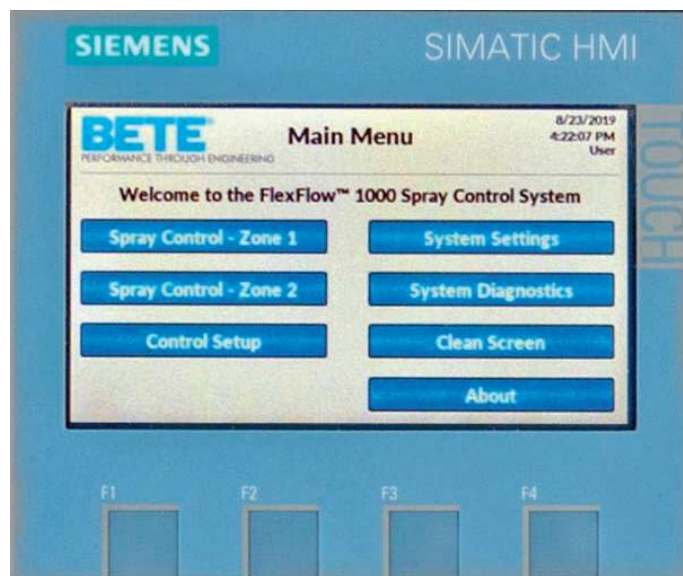 SIEMENS
SIMATIC HMI
TOUCH
BETE
PERFORMANCE THROUGH ENGINEERING
Main Menu
8/23/2019
4:22:07 PM
User
Welcome to the FlexFlow™ 1000 Spray Control System
Spray Control - Zone 1
System Settings
Spray Control - Zone 2
System Diagnostics
Control Setup
Clean Screen
About
F1
F2
F3
F4